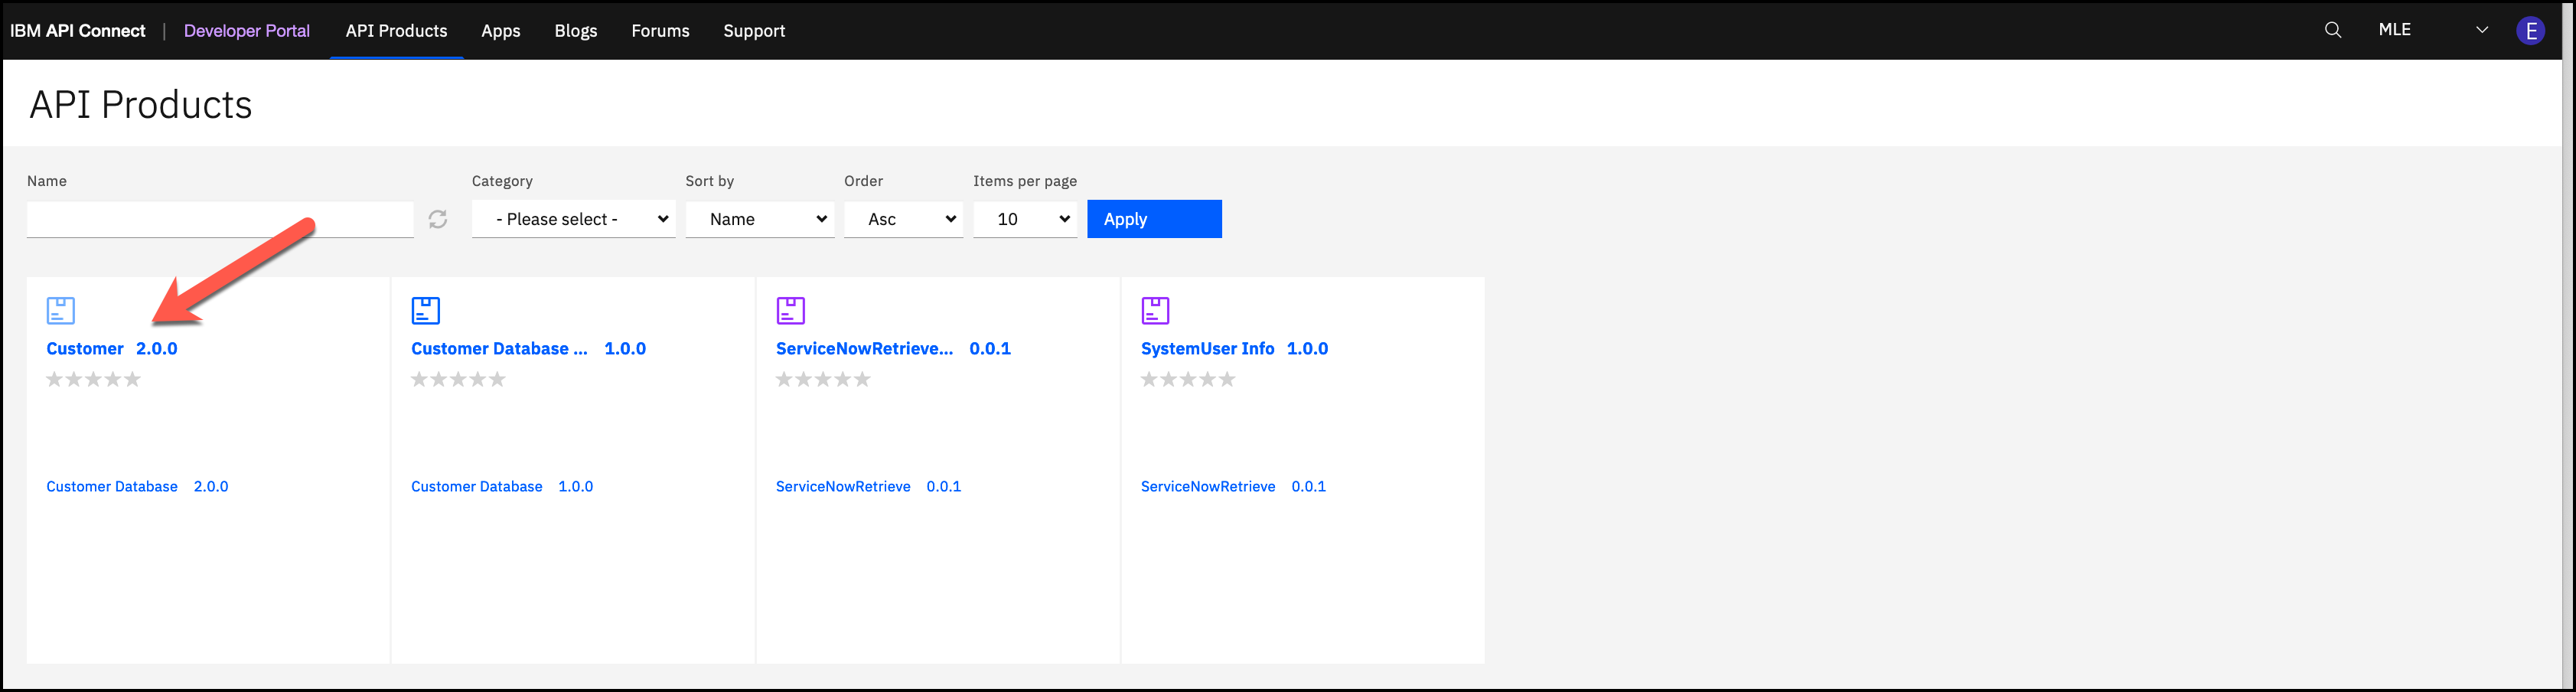 IBM API Connect | Developer Portal API Products Apps Blogs Forums Support MLE E
API Products
Name Category Sort by Order Items per page
- Please select - Name Asc 10 Apply
Customer 2.0.0
Customer Database 2.0.0
Customer Database ... 1.0.0
Customer Database 1.0.0
ServiceNowRetrieve... 0.0.1
ServiceNowRetrieve 0.0.1
SystemUser Info 1.0.0
ServiceNowRetrieve 0.0.1